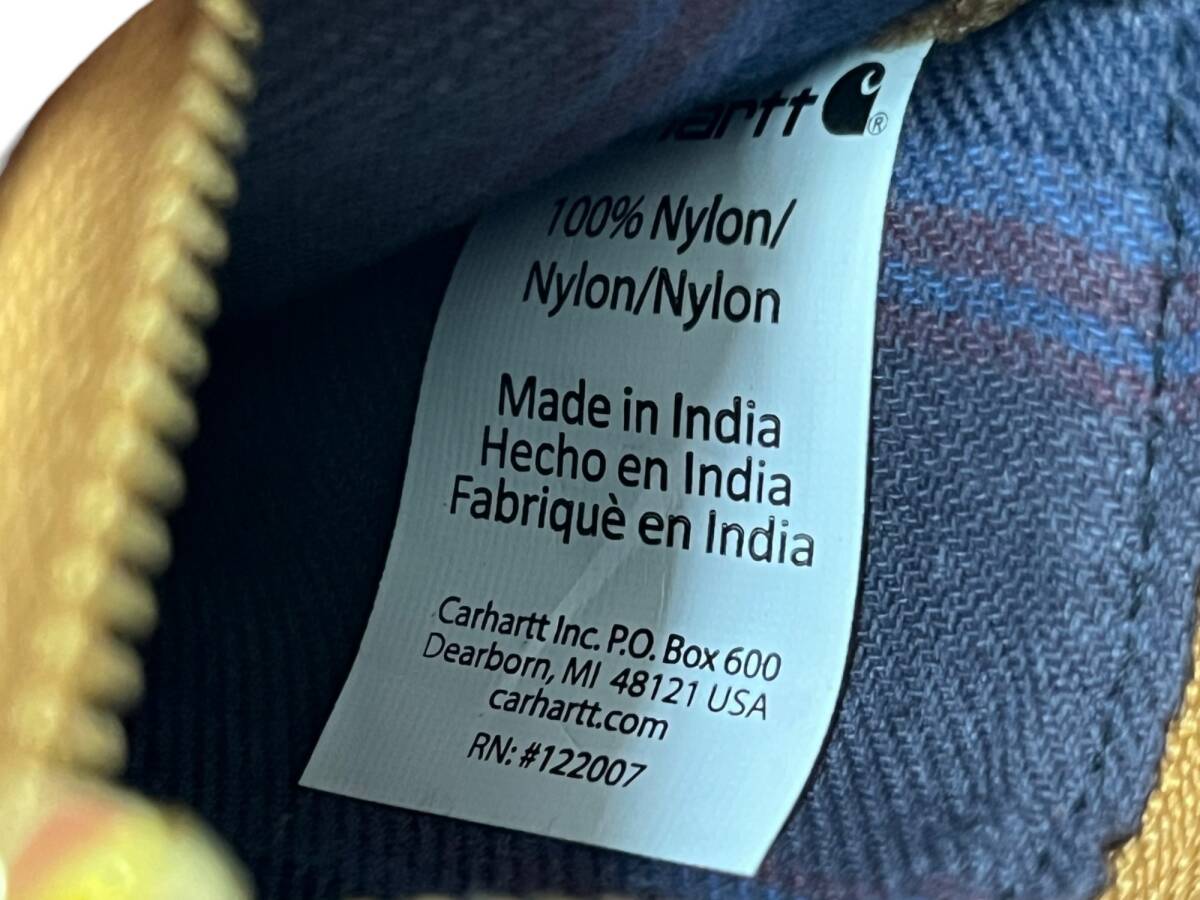 artt
®
100% Nylon/
Nylon/Nylon
Made in India
Hecho en India
Fabriquè en India
Carhartt Inc. P.O. Box 600
Dearborn, MI 48121 USA
carhartt.com
RN: #122007